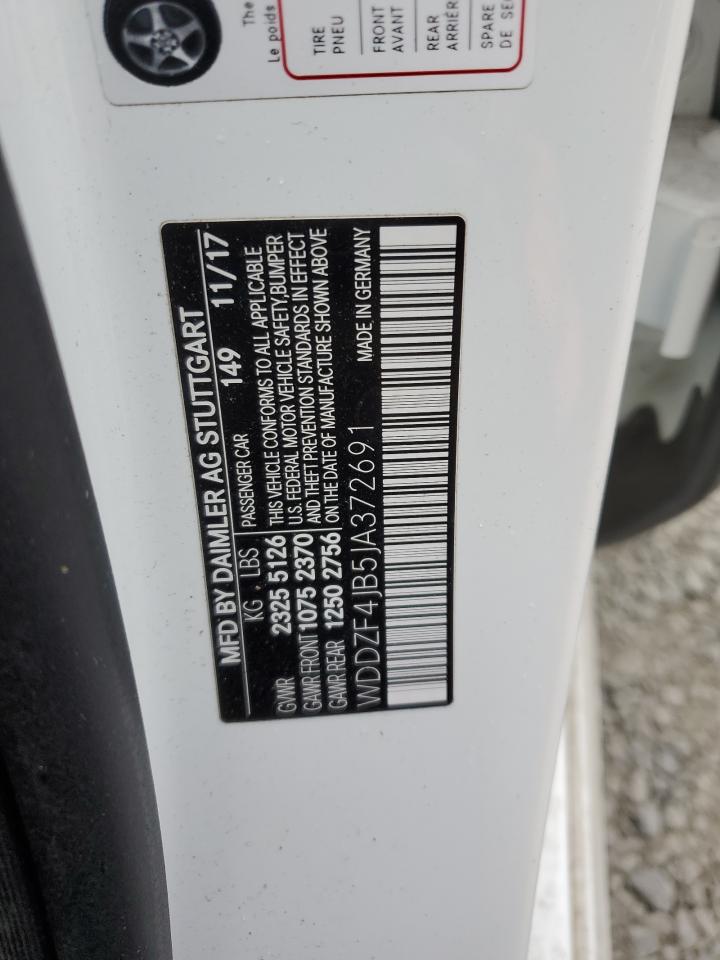 The
Le poids
TIRE
PNEU
FRONT
AVANT
REAR
SPARE
DE
MFD BY DAIMLER AG STUTTGART
KG LBS PASSENGER CAR 149 11/17
GVWR 2325 5126 THIS VEHICLE CONFORMS TO ALL APPLICABLE
GAWR FRONT 1075 2370 U.S. FEDERAL MOTOR VEHICLE SAFETY,BUMPER
GAWR REAR 1250 2756 AND THEFT PREVENTION STANDARDS IN EFFECT
ON THE DATE OF MANUFACTURE SHOWN ABOVE
WDDZF4JB5JA372691 MADE IN GERMANY